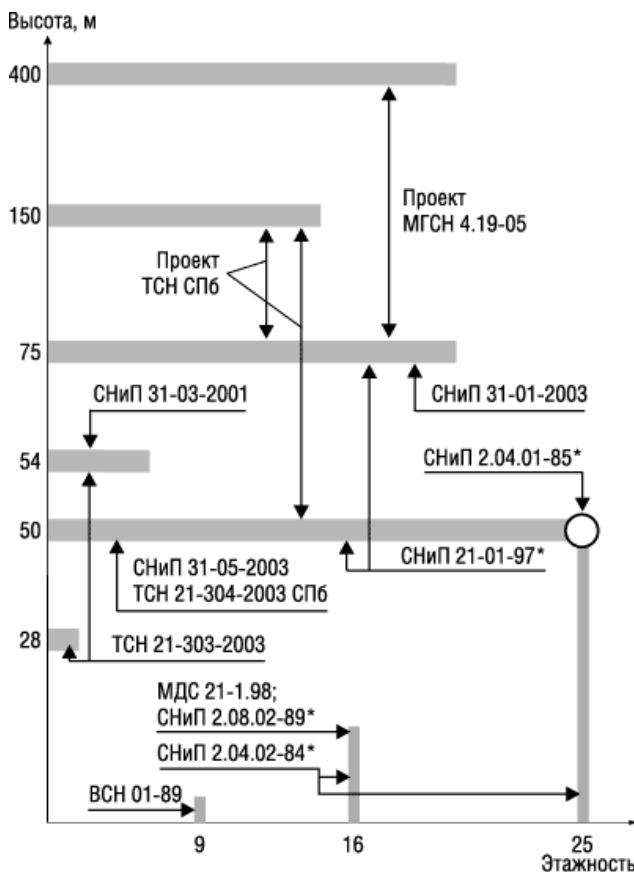 Высота, м
400
Проект
МГСН 4.19-05
150
Проект
ТСН СПб
75
СНиП 31-03-2001
СНиП 31-01-2003
54
СНиП 2.04.01-85*
50
СНиП 31-05-2003
ТСН 21-304-2003 СПб
СНиП 21-01-97*
28
ТСН 21-303-2003
МДС 21-1.98;
СНиП 2.08.02-89*
СНиП 2.04.02-84*
ВСН 01-89
9
16
25
Этажность